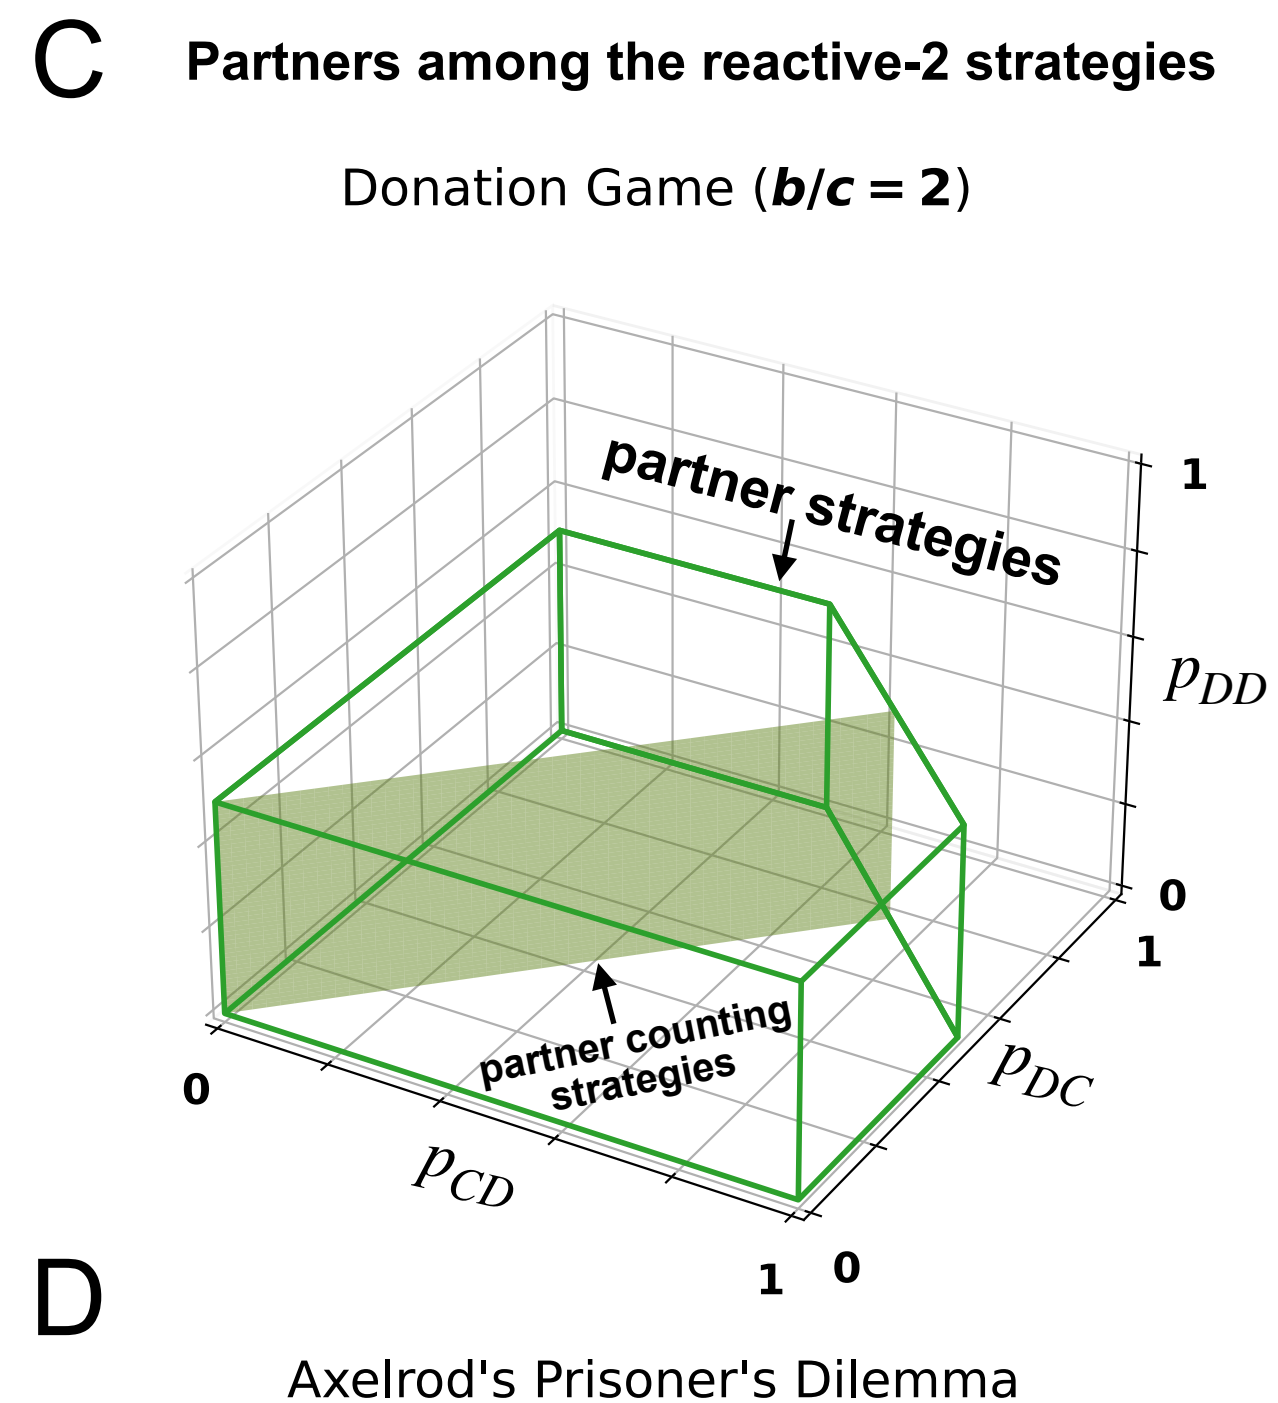 C Partners among the reactive-2 strategies
Donation Game (b/c = 2)
partner strategies
1
p_DD
0
1
partner counting
strategies
p_DC
0
p_CD
1 0
D
Axelrod's Prisoner's Dilemma